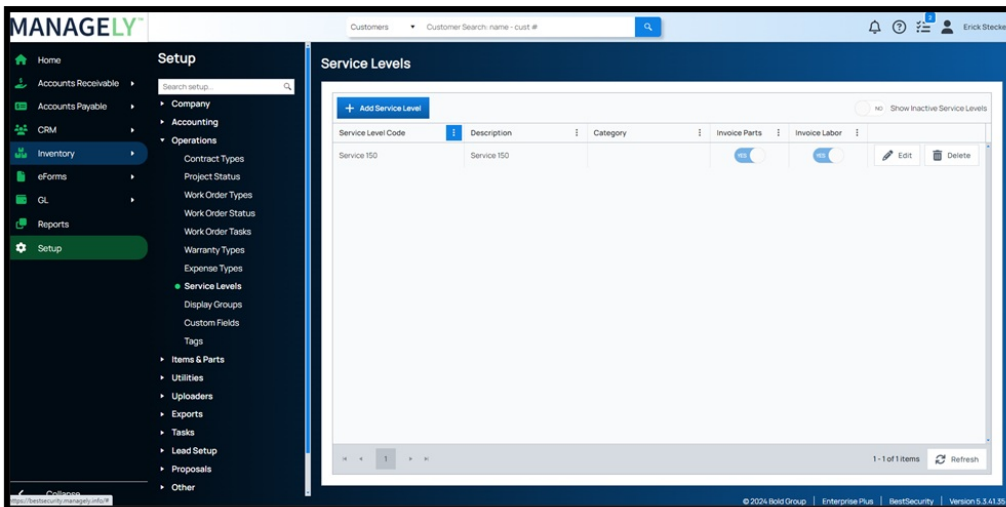 MANAGELY™
Customers
Customer Search: name - cust #
2
Erick Stecke
Home
Accounts Receivable
Accounts Payable
CRM
Inventory
eForms
GL
Reports
Setup
Collapse
https://bestsecurity.managely.info/#
Setup
Search setup...
Company
Accounting
Operations
Contract Types
Project Status
Work Order Types
Work Order Status
Work Order Tasks
Warranty Types
Expense Types
Service Levels
Display Groups
Custom Fields
Tags
Items & Parts
Utilities
Uploaders
Exports
Tasks
Lead Setup
Proposals
Other
Service Levels
+ Add Service Level
NO Show Inactive Service Levels
Service Level Code Description Category Invoice Parts Invoice Labor
Service 150 Service 150 YES YES Edit Delete
1
1 - 1 of 1 items Refresh
© 2024 Bold Group | Enterprise Plus | BestSecurity | Version 5.3.41.35